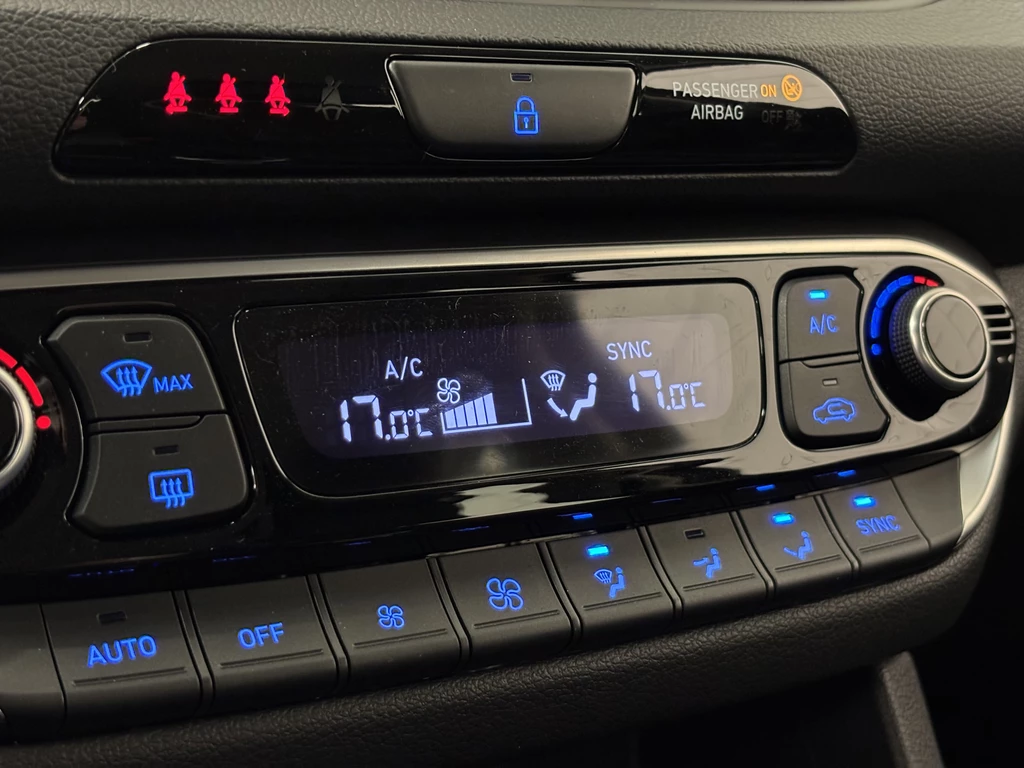 PASSENGER ON
AIRBAG OFF
MAX
A/C
SYNC
17.0°C
17.0°C
A/C
AUTO
OFF
SYNC